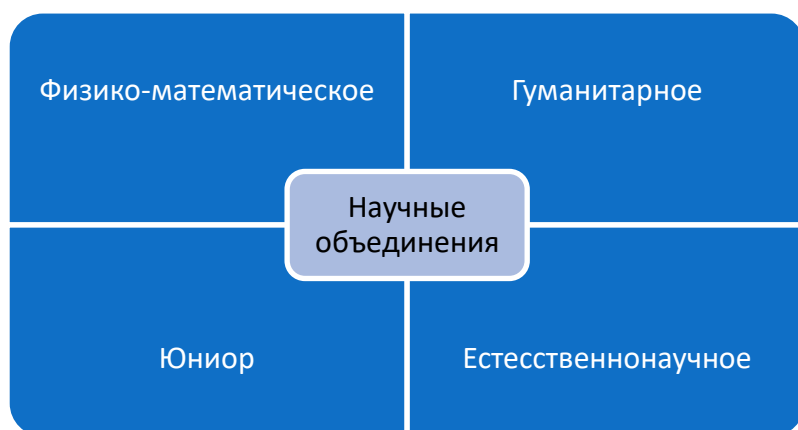 Физико-математическое
Гуманитарное
Научные
объединения
Юниор
Естесственнонаучное